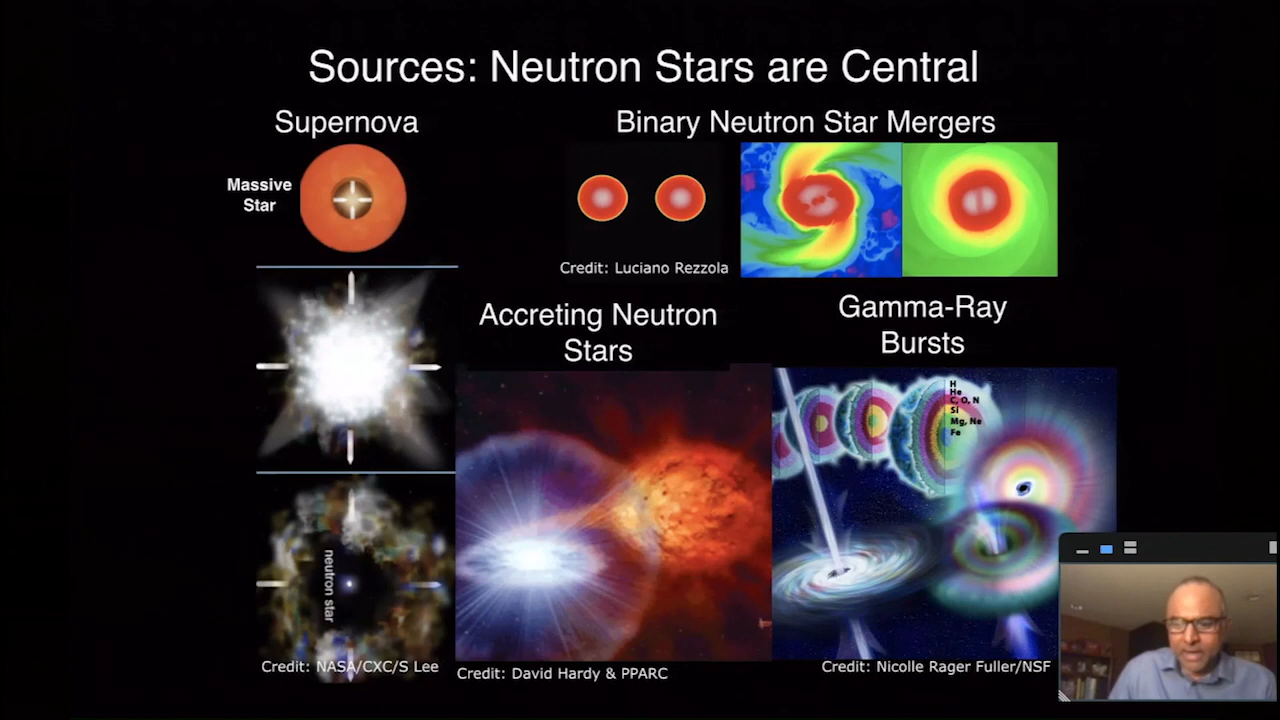 Sources: Neutron Stars are Central
Supernova
Massive
Star
neutron star
Credit: NASA/CXC/S Lee
Binary Neutron Star Mergers
Credit: Luciano Rezzola
Accreting Neutron
Stars
Credit: David Hardy & PPARC
Gamma-Ray
Bursts
H
He
C, O, N
Si
Mg, Ne
Fe
Credit: Nicolle Rager Fuller/NSF